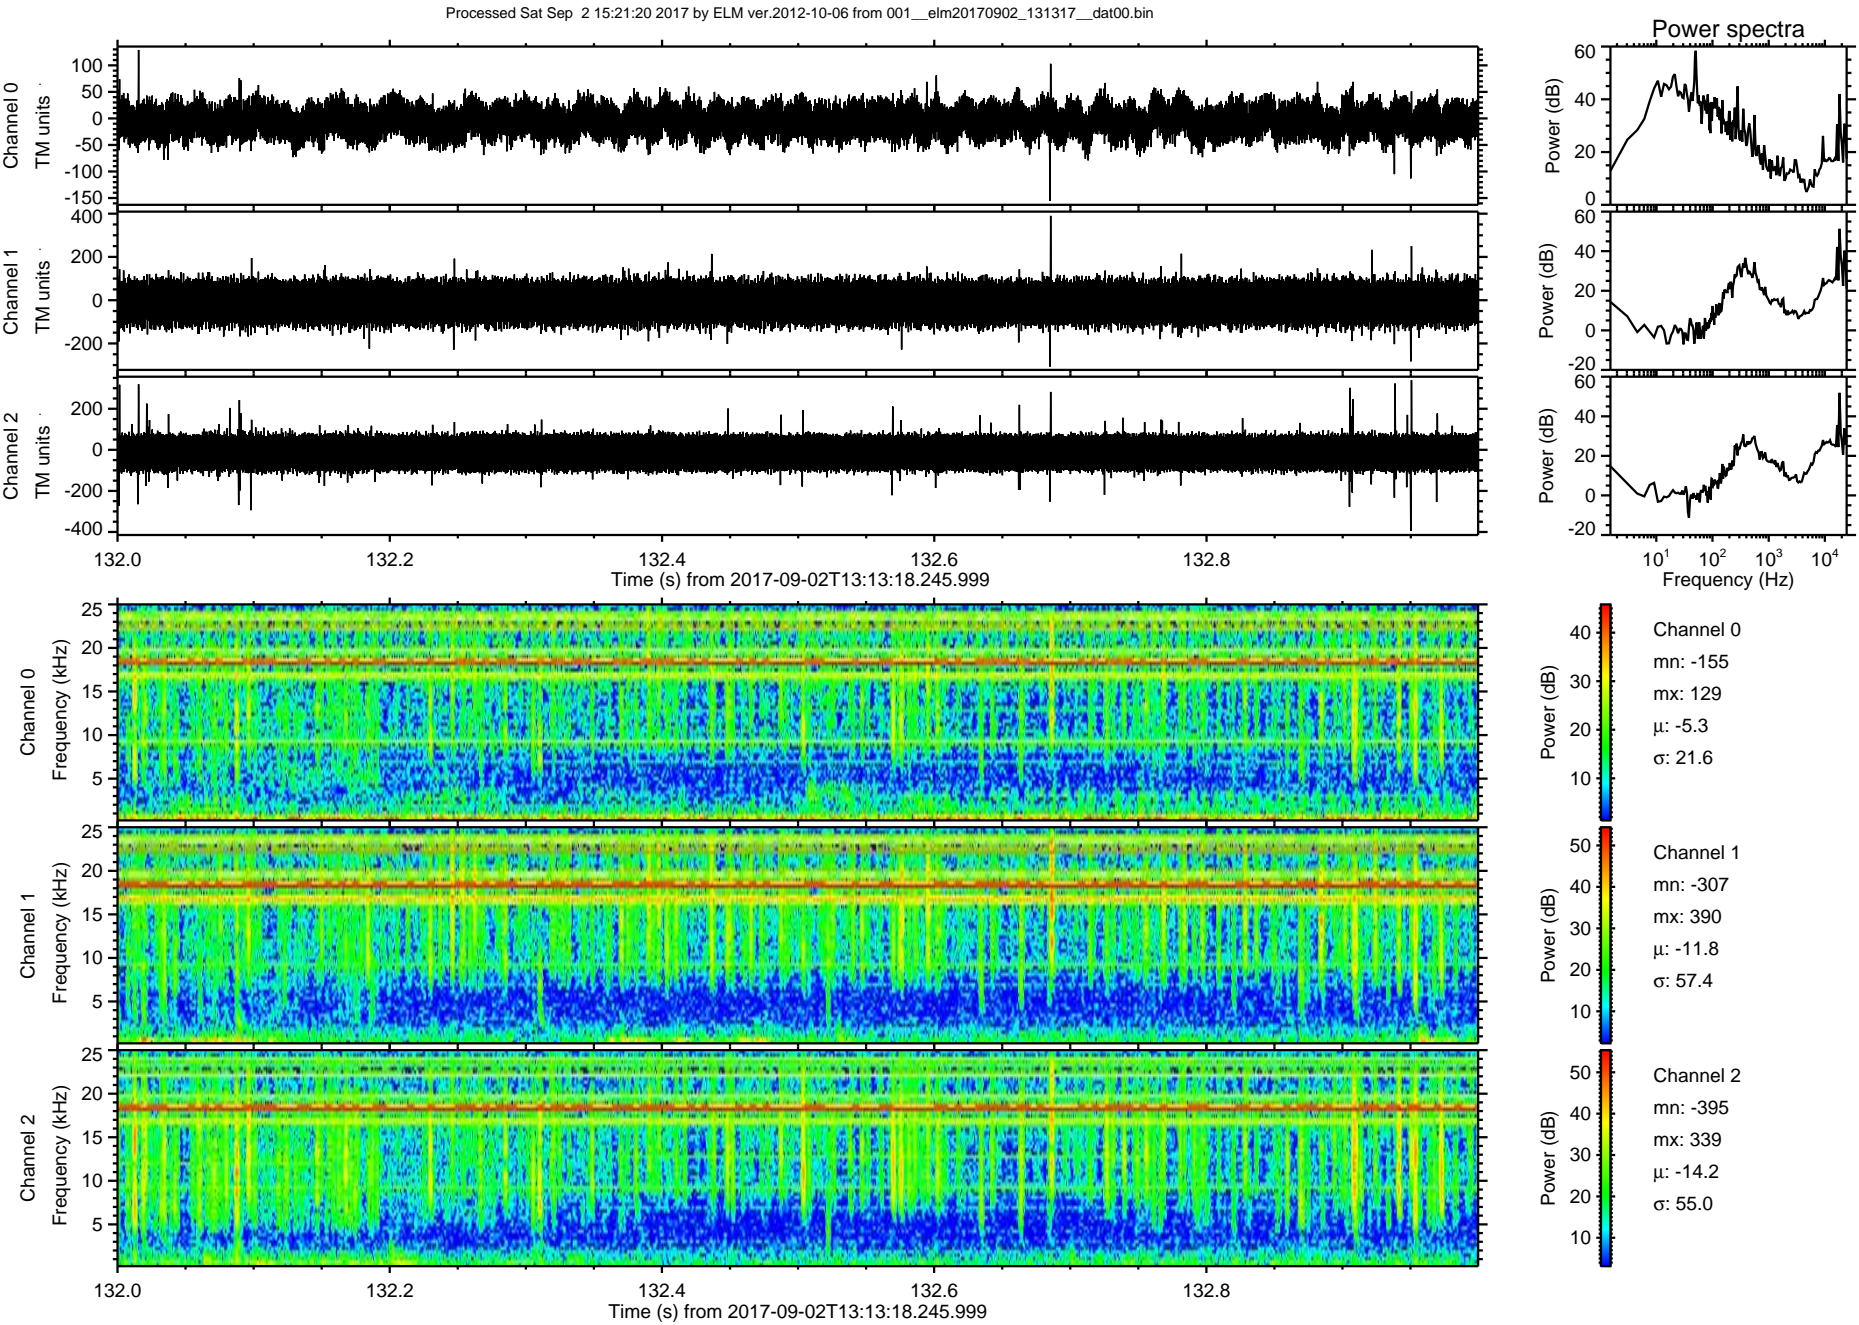 Processed Sat Sep  2 15:21:20 2017 by ELM ver.2012-10-06 from 001__elm20170902_131317__dat00.bin
Power spectra
Channel 0
TM units
100
50
0
-50
-100
-150
Power (dB)
60
40
20
0
Channel 1
TM units
400
200
0
-200
Power (dB)
60
40
20
0
-20
Channel 2
TM units
200
0
-200
-400
Power (dB)
60
40
20
0
-20
132.0
132.2
132.4
132.6
132.8
Time (s) from 2017-09-02T13:13:18.245.999
10^1
10^2
10^3
10^4
Frequency (Hz)
Channel 0
Frequency (kHz)
25
20
15
10
5
Power (dB)
40
30
20
10
Channel 0
mn: -155
mx: 129
μ: -5.3
σ: 21.6
Channel 1
Frequency (kHz)
25
20
15
10
5
Power (dB)
50
40
30
20
10
Channel 1
mn: -307
mx: 390
μ: -11.8
σ: 57.4
Channel 2
Frequency (kHz)
25
20
15
10
5
Power (dB)
50
40
30
20
10
Channel 2
mn: -395
mx: 339
μ: -14.2
σ: 55.0
132.0
132.2
132.4
132.6
132.8
Time (s) from 2017-09-02T13:13:18.245.999